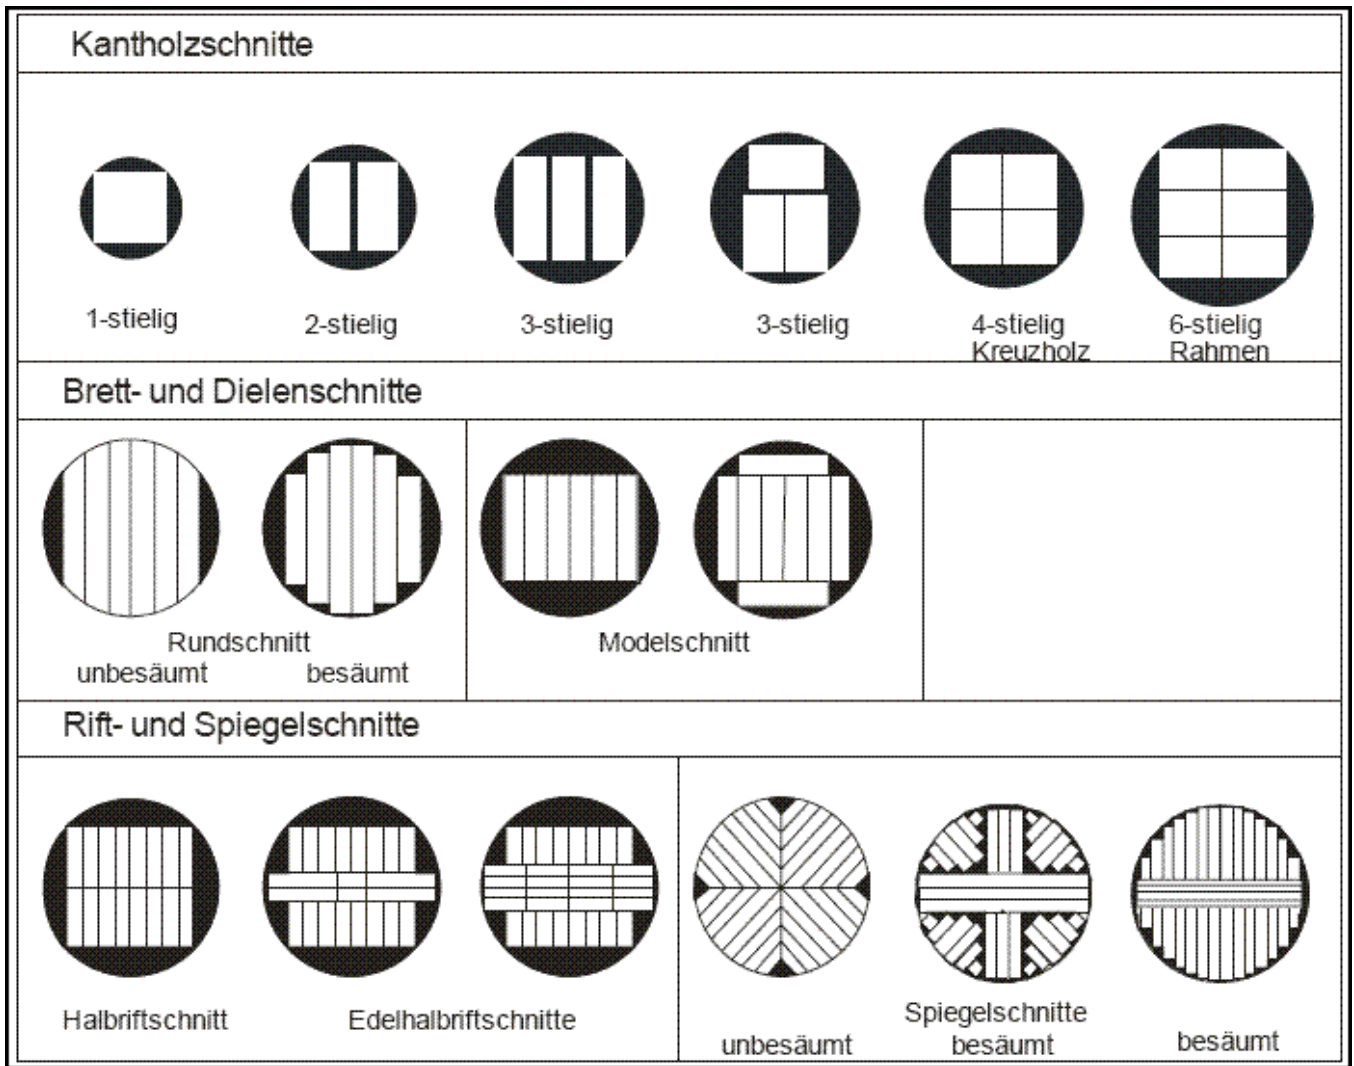 Kantholzschnitte
1-stielig
2-stielig
3-stielig
3-stielig
4-stielig
Kreuzholz
6-stielig
Rahmen
Brett- und Dielenschnitte
Rundschnitt
unbesäumt besäumt
Modelschnitt
Rift- und Spiegelschnitte
Halbriftschnitt
Edelhalbriftschnitte
Spiegelschnitte
unbesäumt besäumt besäumt